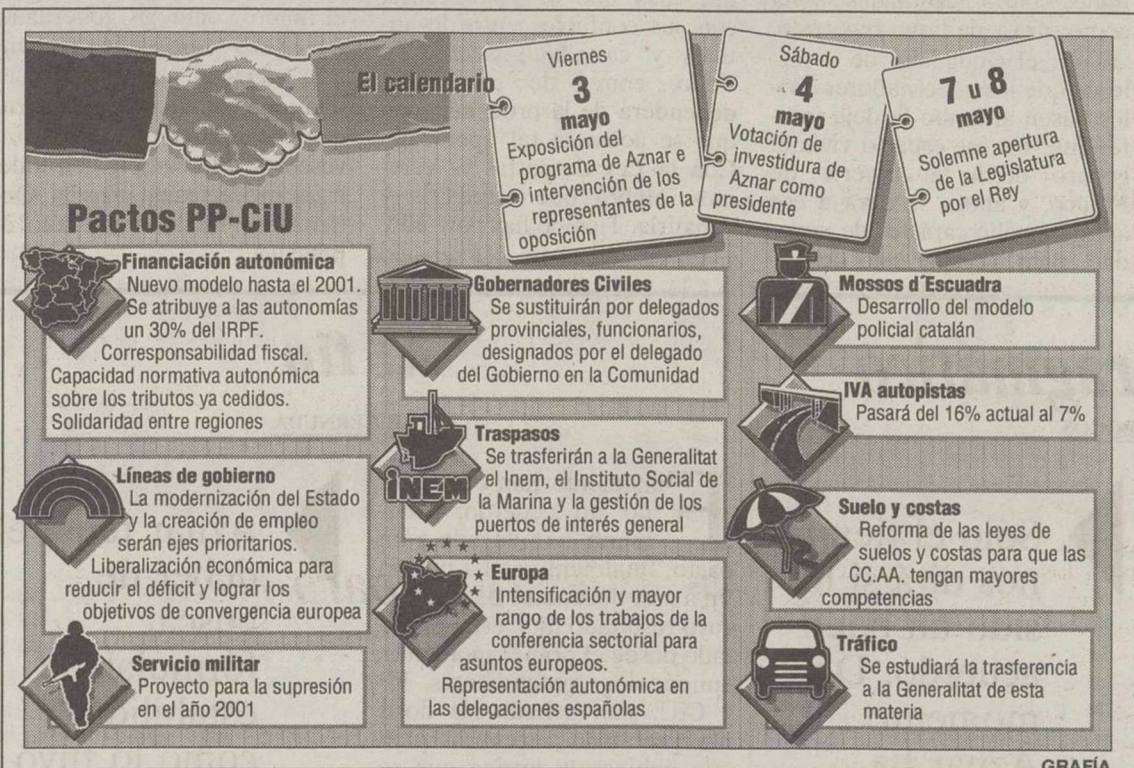 El calendario
Viernes
3
mayo
Exposición del
programa de Aznar e
intervención de los
representantes de la
oposición
Sábado
4
mayo
Votación de
investidura de
Aznar como
presidente
7 u 8
mayo
Solemne apertura
de la Legislatura
por el Rey
Pactos PP-CiU
Financiación autonómica
Nuevo modelo hasta el 2001.
Se atribuye a las autonomías
un 30% del IRPF.
Corresponsabilidad fiscal.
Capacidad normativa autonómica
sobre los tributos ya cedidos.
Solidaridad entre regiones
Líneas de gobierno
La modernización del Estado
y la creación de empleo
serán ejes prioritarios.
Liberalización económica para
reducir el déficit y lograr los
objetivos de convergencia europea
Servicio militar
Proyecto para la supresión
en el año 2001
Gobernadores Civiles
Se sustituirán por delegados
provinciales, funcionarios,
designados por el delegado
del Gobierno en la Comunidad
INEM
Traspasos
Se trasferirán a la Generalitat
el Inem, el Instituto Social de
la Marina y la gestión de los
puertos de interés general
Europa
Intensificación y mayor
rango de los trabajos de la
conferencia sectorial para
asuntos europeos.
Representación autonómica en
las delegaciones españolas
Mossos d´Escuadra
Desarrollo del modelo
policial catalán
IVA autopistas
Pasará del 16% actual al 7%
Suelo y costas
Reforma de las leyes de
suelos y costas para que las
CC.AA. tengan mayores
competencias
Tráfico
Se estudiará la trasferencia
a la Generalitat de esta
materia
GRAFÍA